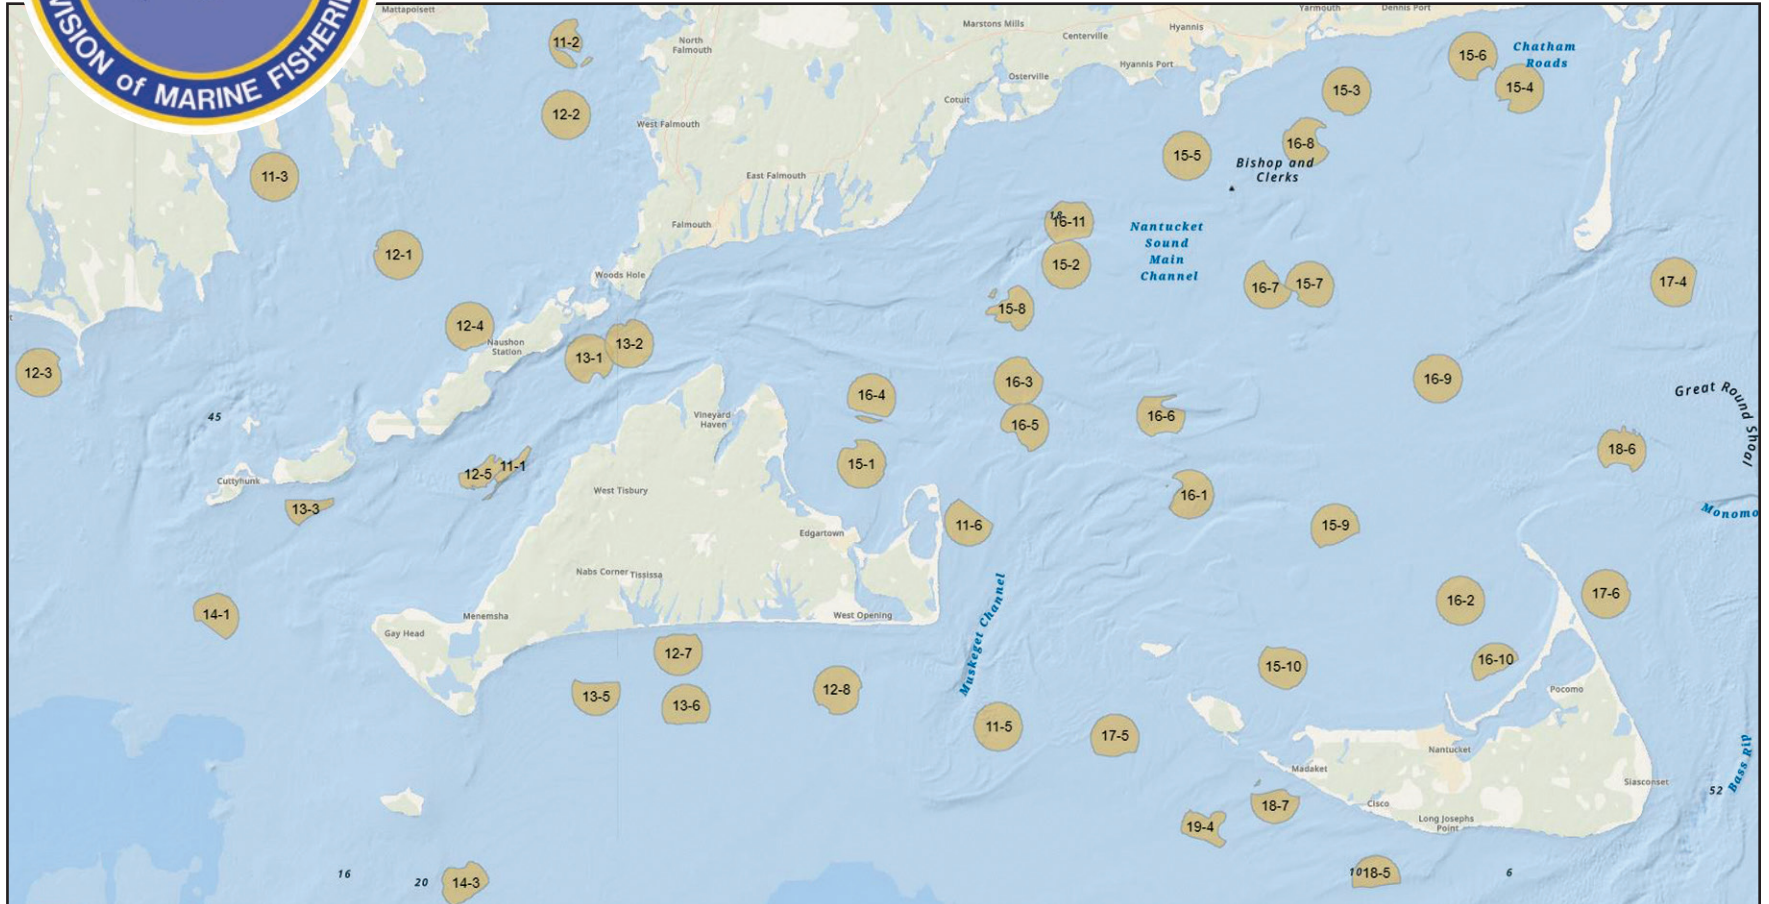 VISION of MARINE FISHERI
Mattapoisett
11-2
North
Falmouth
Marstons Mills
Centerville
Hyannis
Yarmouth
Dennis Port
Chatham
Roads
15-6
15-4
Hyannis Port
Osterville
15-3
Cotuit
12-2
West Falmouth
16-8
15-5
Bishop and
Clerks
11-3
East Falmouth
Falmouth
18
16-11
Nantucket
Sound
Main
Channel
12-1
15-2
Woods Hole
16-7
15-7
17-4
15-8
12-4
Naushon
Station
13-1
13-2
12-3
16-3
16-9
16-4
Great Round Shoal
45
Vineyard
Haven
16-6
16-5
18-6
15-1
12-5
11-1
Cuttyhunk
West Tisbury
16-1
13-3
Monomo
11-6
15-9
Edgartown
Nabs Corner
Tississa
17-6
16-2
14-1
Menemsha
West Opening
Gay Head
Muskeget Channel
12-7
16-10
15-10
12-8
13-5
13-6
Pocomo
11-5
17-5
Nantucket
Madaket
Siasconset
Bass Rip
52
18-7
Cisco
19-4
Long Josephs
Point
16
20
14-3
10
18-5
6